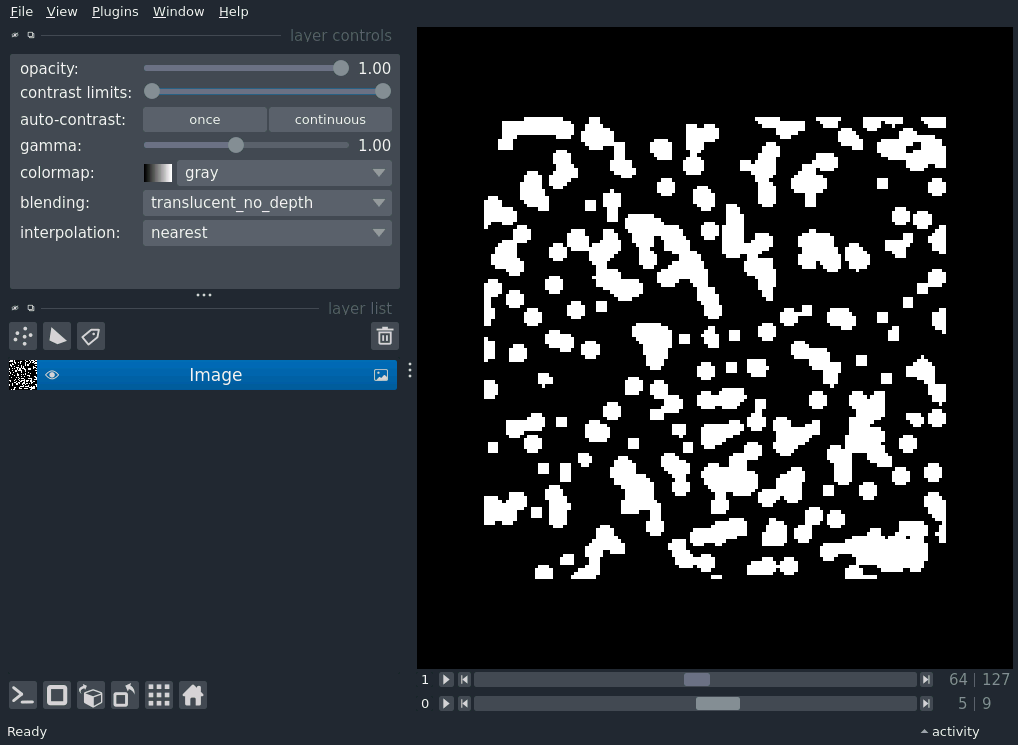 File View Plugins Window Help
layer controls
opacity: 1.00
contrast limits:
auto-contrast: once continuous
gamma: 1.00
colormap: gray
blending: translucent_no_depth
interpolation: nearest
layer list
Image
1 64 | 127
0 5 | 9
Ready activity